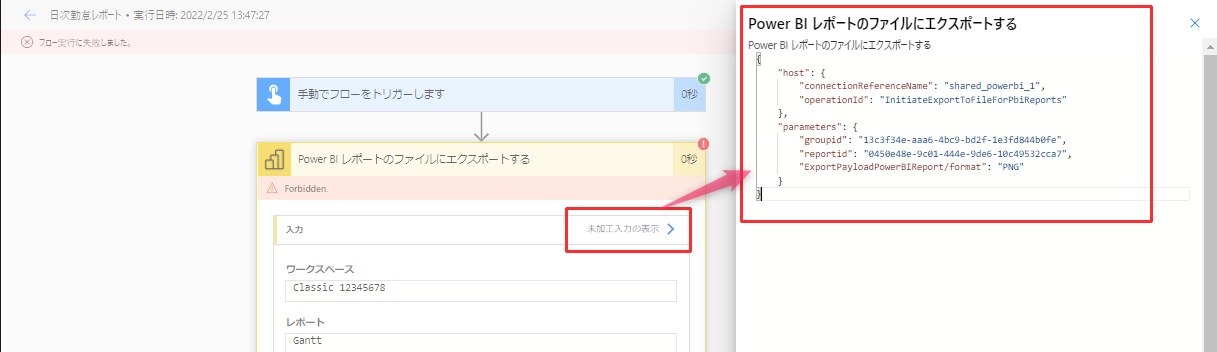 日次勤怠レポート • 実行日時: 2022/2/25 13:47:27
フロー実行に失敗しました。
手動でフローをトリガーします
0秒
Power BI レポートのファイルにエクスポートする
0秒
Forbidden.
入力
未加工入力の表示
ワークスペース
Classic 12345678
レポート
Gantt
Power BI レポートのファイルにエクスポートする
Power BI レポートのファイルにエクスポートする
{
"host": {
"connectionReferenceName": "shared_powerbi_1",
"operationId": "InitiateExportToFileForPbiReports"
},
"parameters": {
"groupid": "13c3f34e-aaa6-4bc9-bd2f-1e3fd844b0fe",
"reportid": "0450e48e-9c01-444e-9de6-10c49532cca7",
"ExportPayloadPowerBIReport/format": "PNG"
}
}